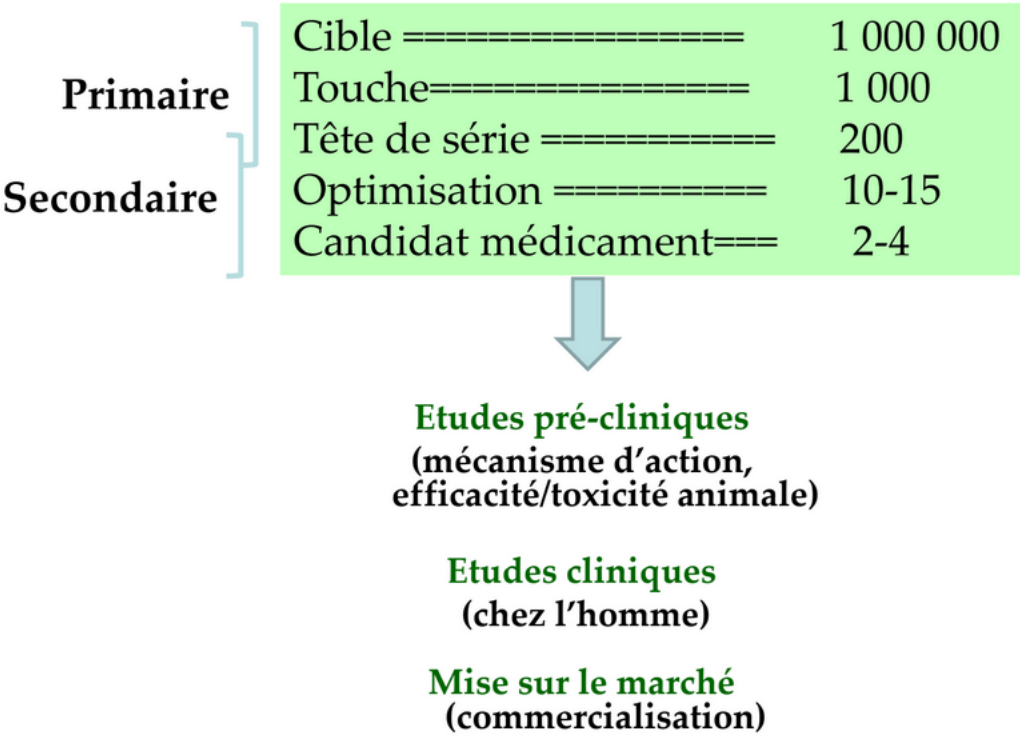 Cible ================ 1 000 000
Primaire
Touche=============== 1 000
Tête de série =========== 200
Secondaire
Optimisation ========== 10-15
Candidat médicament=== 2-4
Etudes pré-cliniques
(mécanisme d’action,
efficacité/toxicité animale)
Etudes cliniques
(chez l’homme)
Mise sur le marché
(commercialisation)